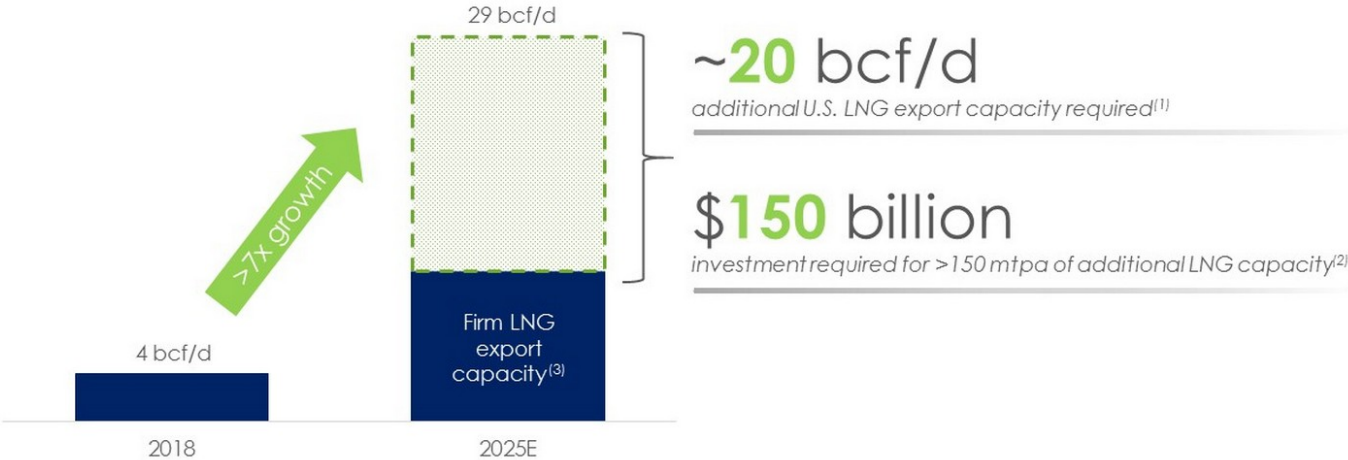 29 bcf/d
~20 bcf/d
additional U.S. LNG export capacity required(1)
>7x growth
$150 billion
investment required for >150 mtpa of additional LNG capacity(2)
Firm LNG
export
capacity(3)
4 bcf/d
2018
2025E